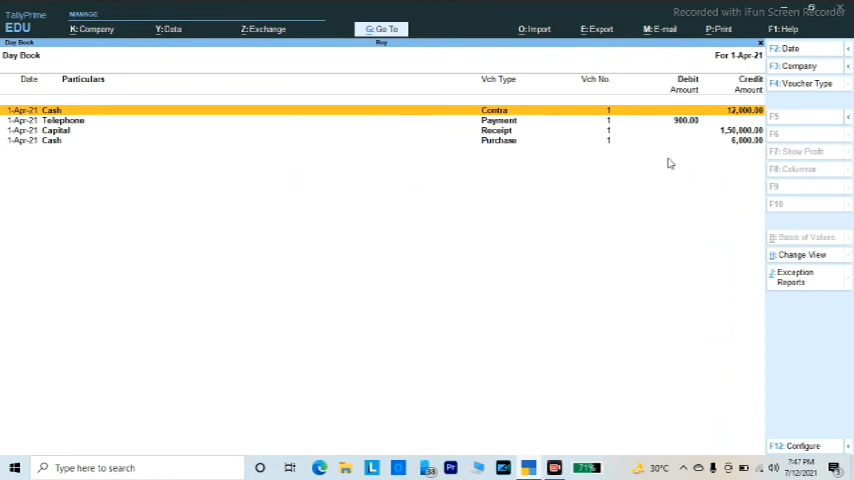 Recorded with iFun Screen Recorder
TallyPrime
EDU
MANAGE
K: Company
Y: Data
Z: Exchange
G: Go To
O: Import
E: Export
M: E-mail
P: Print
F1: Help
Day Book
Roy
Day Book
For 1-Apr-21
Date Particulars Vch Type Vch No. Debit Credit
Amount Amount
1-Apr-21 Cash Contra 1 12,000.00
1-Apr-21 Telephone Payment 1 900.00
1-Apr-21 Capital Receipt 1 1,50,000.00
1-Apr-21 Cash Purchase 1 6,000.00
F2: Date
F3: Company
F4: Voucher Type
F5
F6
F7: Show Profit
F8: Columnar
F9
F10
B: Basis of Values
H: Change View
J: Exception
Reports
F12: Configure
Type here to search
L
33
Pr
71%
30°C
7:47 PM
7/12/2021